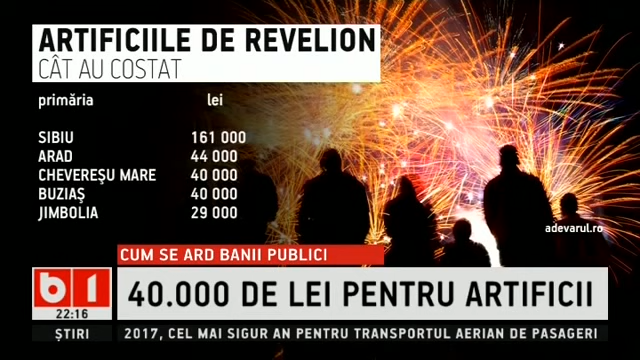 ARTIFICIILE DE REVELION
CÂT AU COSTAT
primăria lei
SIBIU 161 000
ARAD 44 000
CHEVEREŞU MARE 40 000
BUZIAŞ 40 000
JIMBOLIA 29 000
adevarul.ro
CUM SE ARD BANII PUBLICI
b1
40.000 DE LEI PENTRU ARTIFICII
22:16
ŞTIRI 2017, CEL MAI SIGUR AN PENTRU TRANSPORTUL AERIAN DE PASAGERI